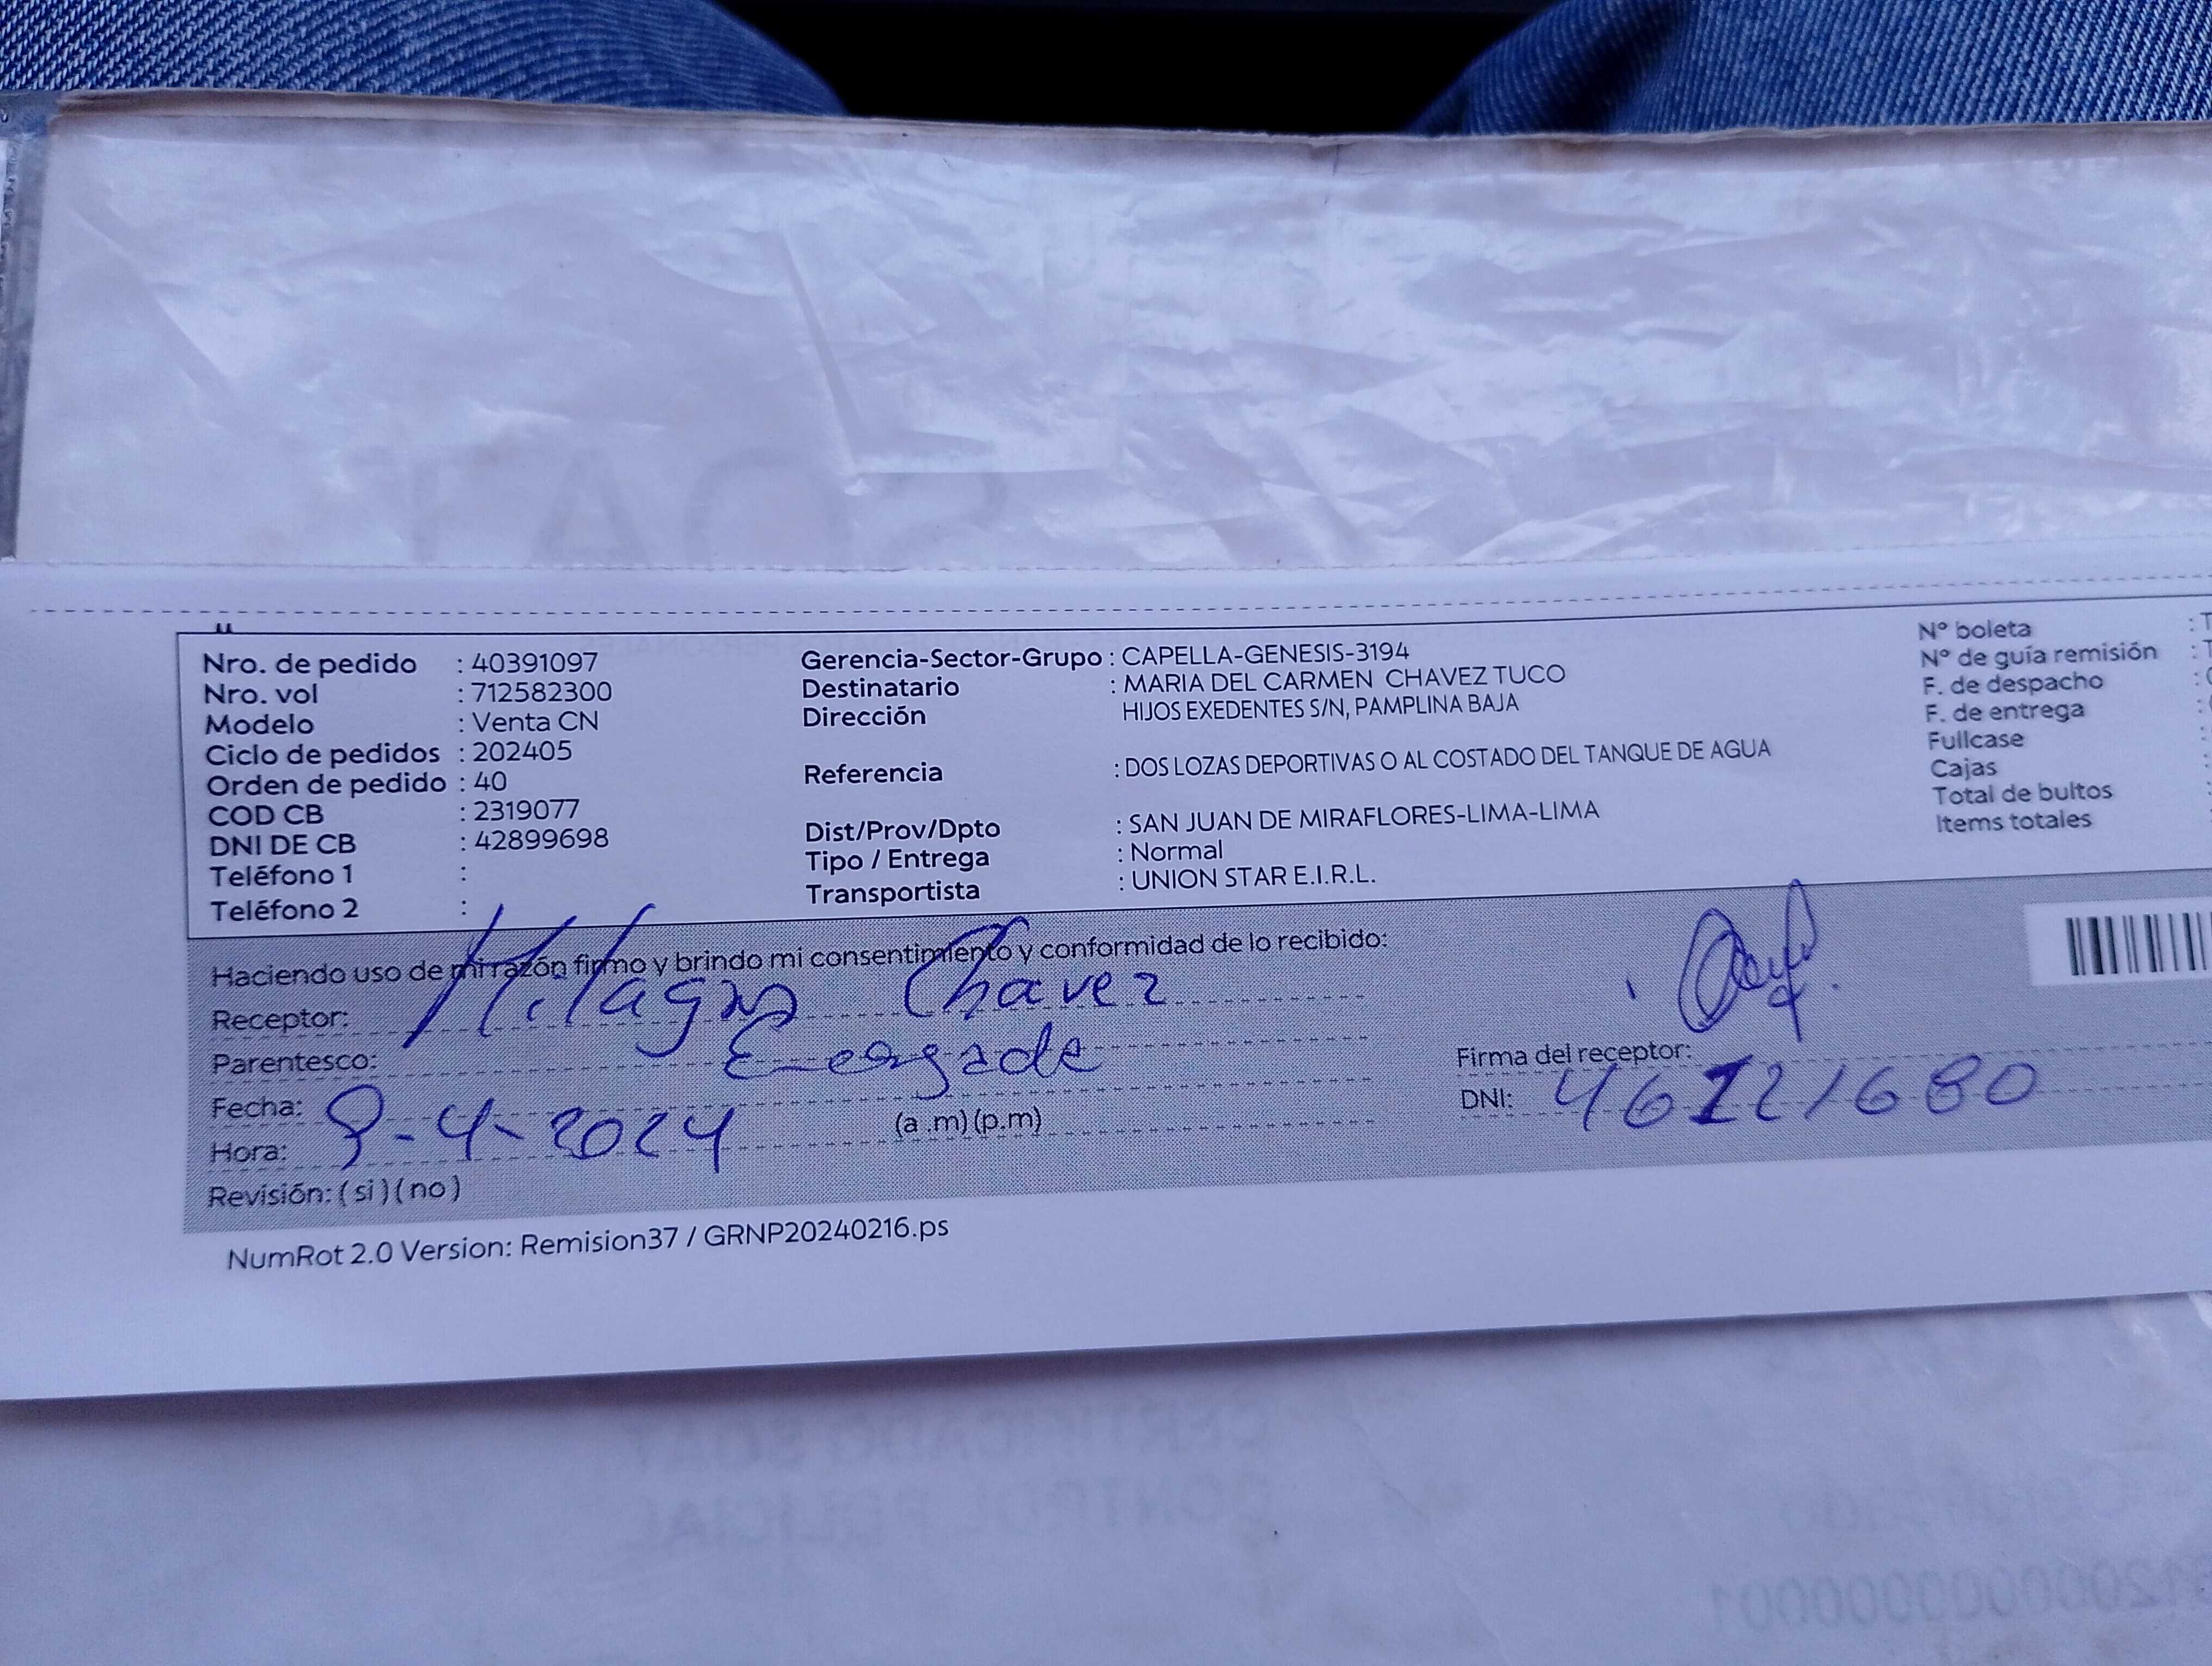 SOAT
Nro. de pedido : 40391097
Nro. vol : 712582300
Modelo : Venta CN
Ciclo de pedidos : 202405
Orden de pedido : 40
COD CB : 2319077
DNI DE CB : 42899698
Teléfono 1 :
Teléfono 2 :
Gerencia-Sector-Grupo : CAPELLA-GENESIS-3194
Destinatario : MARIA DEL CARMEN CHAVEZ TUCO
Dirección HIJOS EXEDENTES S/N, PAMPLINA BAJA
Referencia : DOS LOZAS DEPORTIVAS O AL COSTADO DEL TANQUE DE AGUA
Dist/Prov/Dpto : SAN JUAN DE MIRAFLORES-LIMA-LIMA
Tipo / Entrega : Normal
Transportista : UNION STAR E.I.R.L.
N° boleta : T
N° de guía remisión : T
F. de despacho :
F. de entrega :
Fullcase :
Cajas :
Total de bultos :
Items totales
Haciendo uso de mi razón firmo y brindo mi consentimiento y conformidad de lo recibido:
Receptor: Milagros Chavez
Parentesco:
Fecha: 8-4-2024
Hora: (a .m) (p.m)
Revisión: ( si ) ( no )
Firma del receptor:
DNI: 46121680
NumRot 2.0 Version: Remision37 / GRNP20240216.ps
CERTIFICADO SOAT
CONTROL POLICIAL